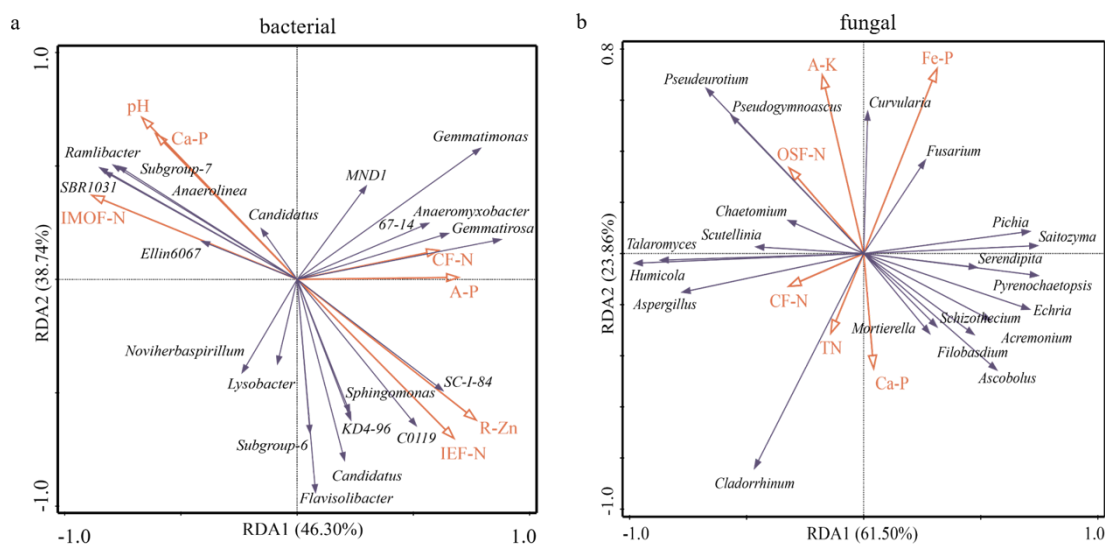 a
bacterial
1.0
pH
Ca-P
Gemmatimonas
Ramlibacter
Subgroup-7
MND1
Anaerolinea
SBR1031
IMOF-N
Candidatus
67-14
Anaeromyxobacter
Gemmatirosa
Ellin6067
CF-N
A-P
RDA2 (38.74%)
Noviherbaspirillum
Lysobacter
Sphingomonas
SC-I-84
KD4-96
C0119
R-Zn
Subgroup-6
IEF-N
Candidatus
Flavisolibacter
-1.0
-1.0
RDA1 (46.30%)
1.0
b
fungal
0.8
A-K
Fe-P
Pseudeurotium
Pseudogymnoascus
Curvularia
OSF-N
Fusarium
Chaetomium
Pichia
Scutellinia
Saitozyma
Talaromyces
Serendipita
Humicola
Pyrenochaetopsis
Aspergillus
CF-N
Echria
Mortierella
Schizothecium
TN
Acremonium
Filobasdium
Ca-P
Ascobolus
RDA2 (23.86%)
Cladorrhinum
-1.0
-1.0
RDA1 (61.50%)
1.0